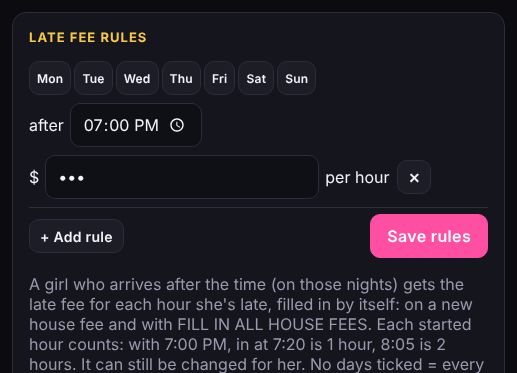 LATE FEE RULES
Mon Tue Wed Thu Fri Sat Sun
after 07:00 PM
$ ••• per hour ×
+ Add rule Save rules
A girl who arrives after the time (on those nights) gets the
late fee for each hour she's late, filled in by itself: on a new
house fee and with FILL IN ALL HOUSE FEES. Each started
hour counts: with 7:00 PM, in at 7:20 is 1 hour, 8:05 is 2
hours. It can still be changed for her. No days ticked = every